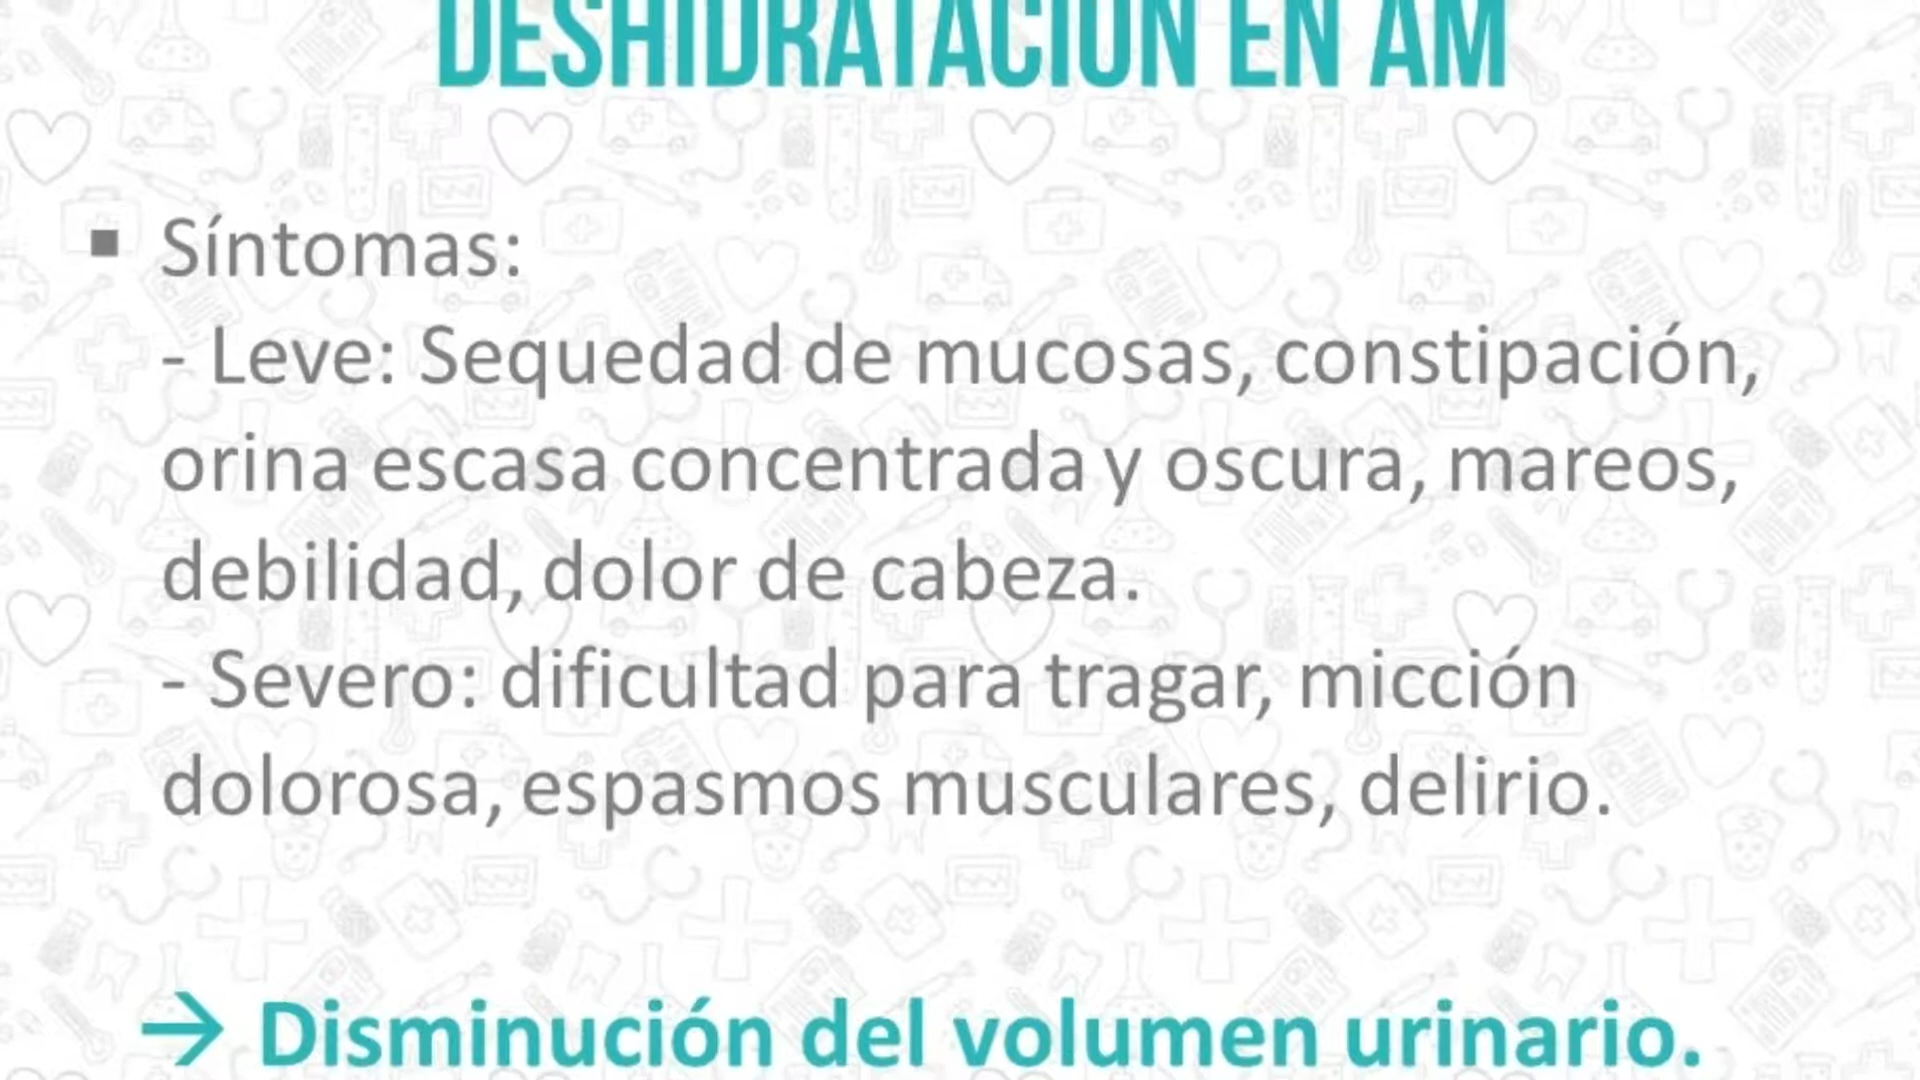 DESHIDRATACIÓN EN AM
▪ Síntomas:
- Leve: Sequedad de mucosas, constipación,
orina escasa concentrada y oscura, mareos,
debilidad, dolor de cabeza.
- Severo: dificultad para tragar, micción
dolorosa, espasmos musculares, delirio.
→ Disminución del volumen urinario.